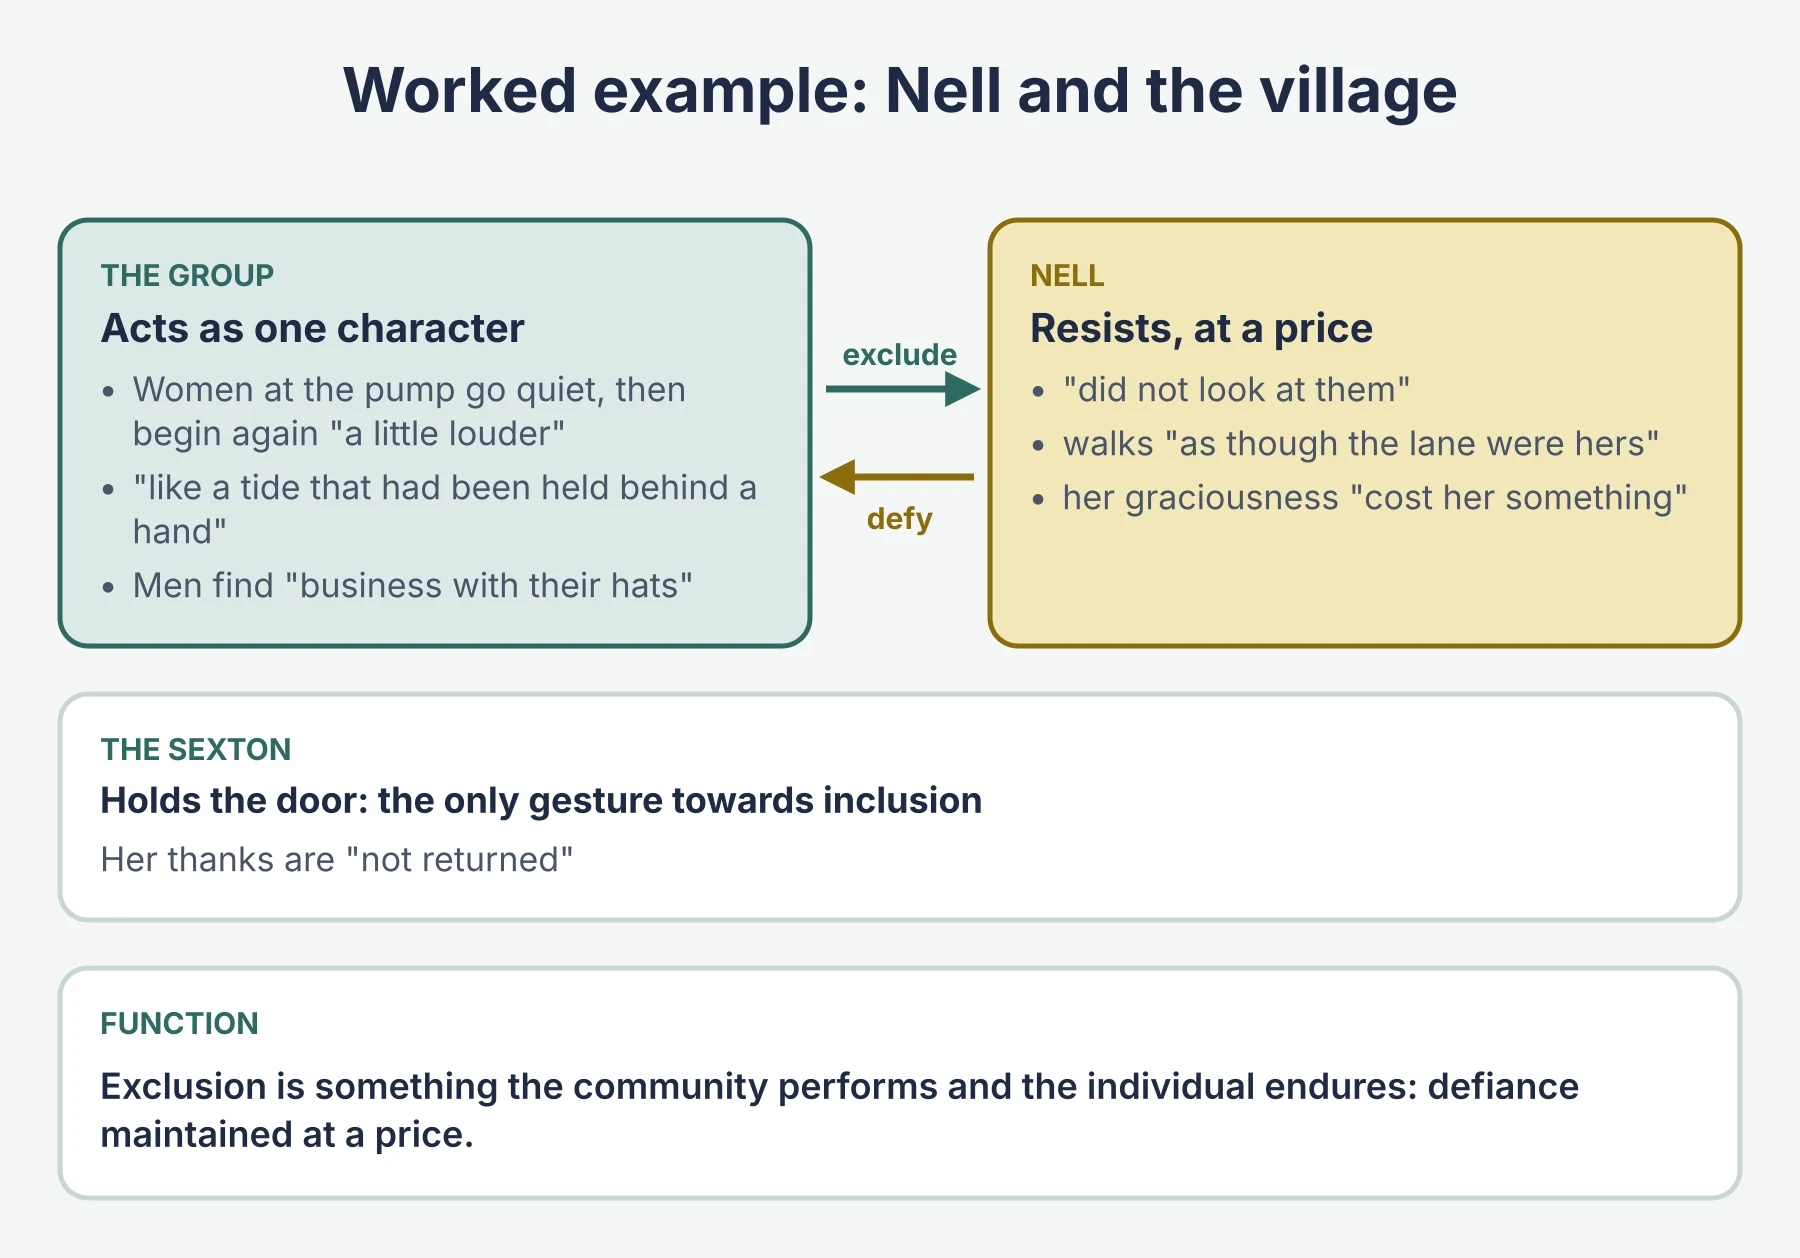 Worked example: Nell and the village
THE GROUP
Acts as one character
• Women at the pump go quiet, then
begin again "a little louder"
• "like a tide that had been held behind a
hand"
• Men find "business with their hats"
exclude
defy
NELL
Resists, at a price
• "did not look at them"
• walks "as though the lane were hers"
• her graciousness "cost her something"
THE SEXTON
Holds the door: the only gesture towards inclusion
Her thanks are "not returned"
FUNCTION
Exclusion is something the community performs and the individual endures: defiance
maintained at a price.